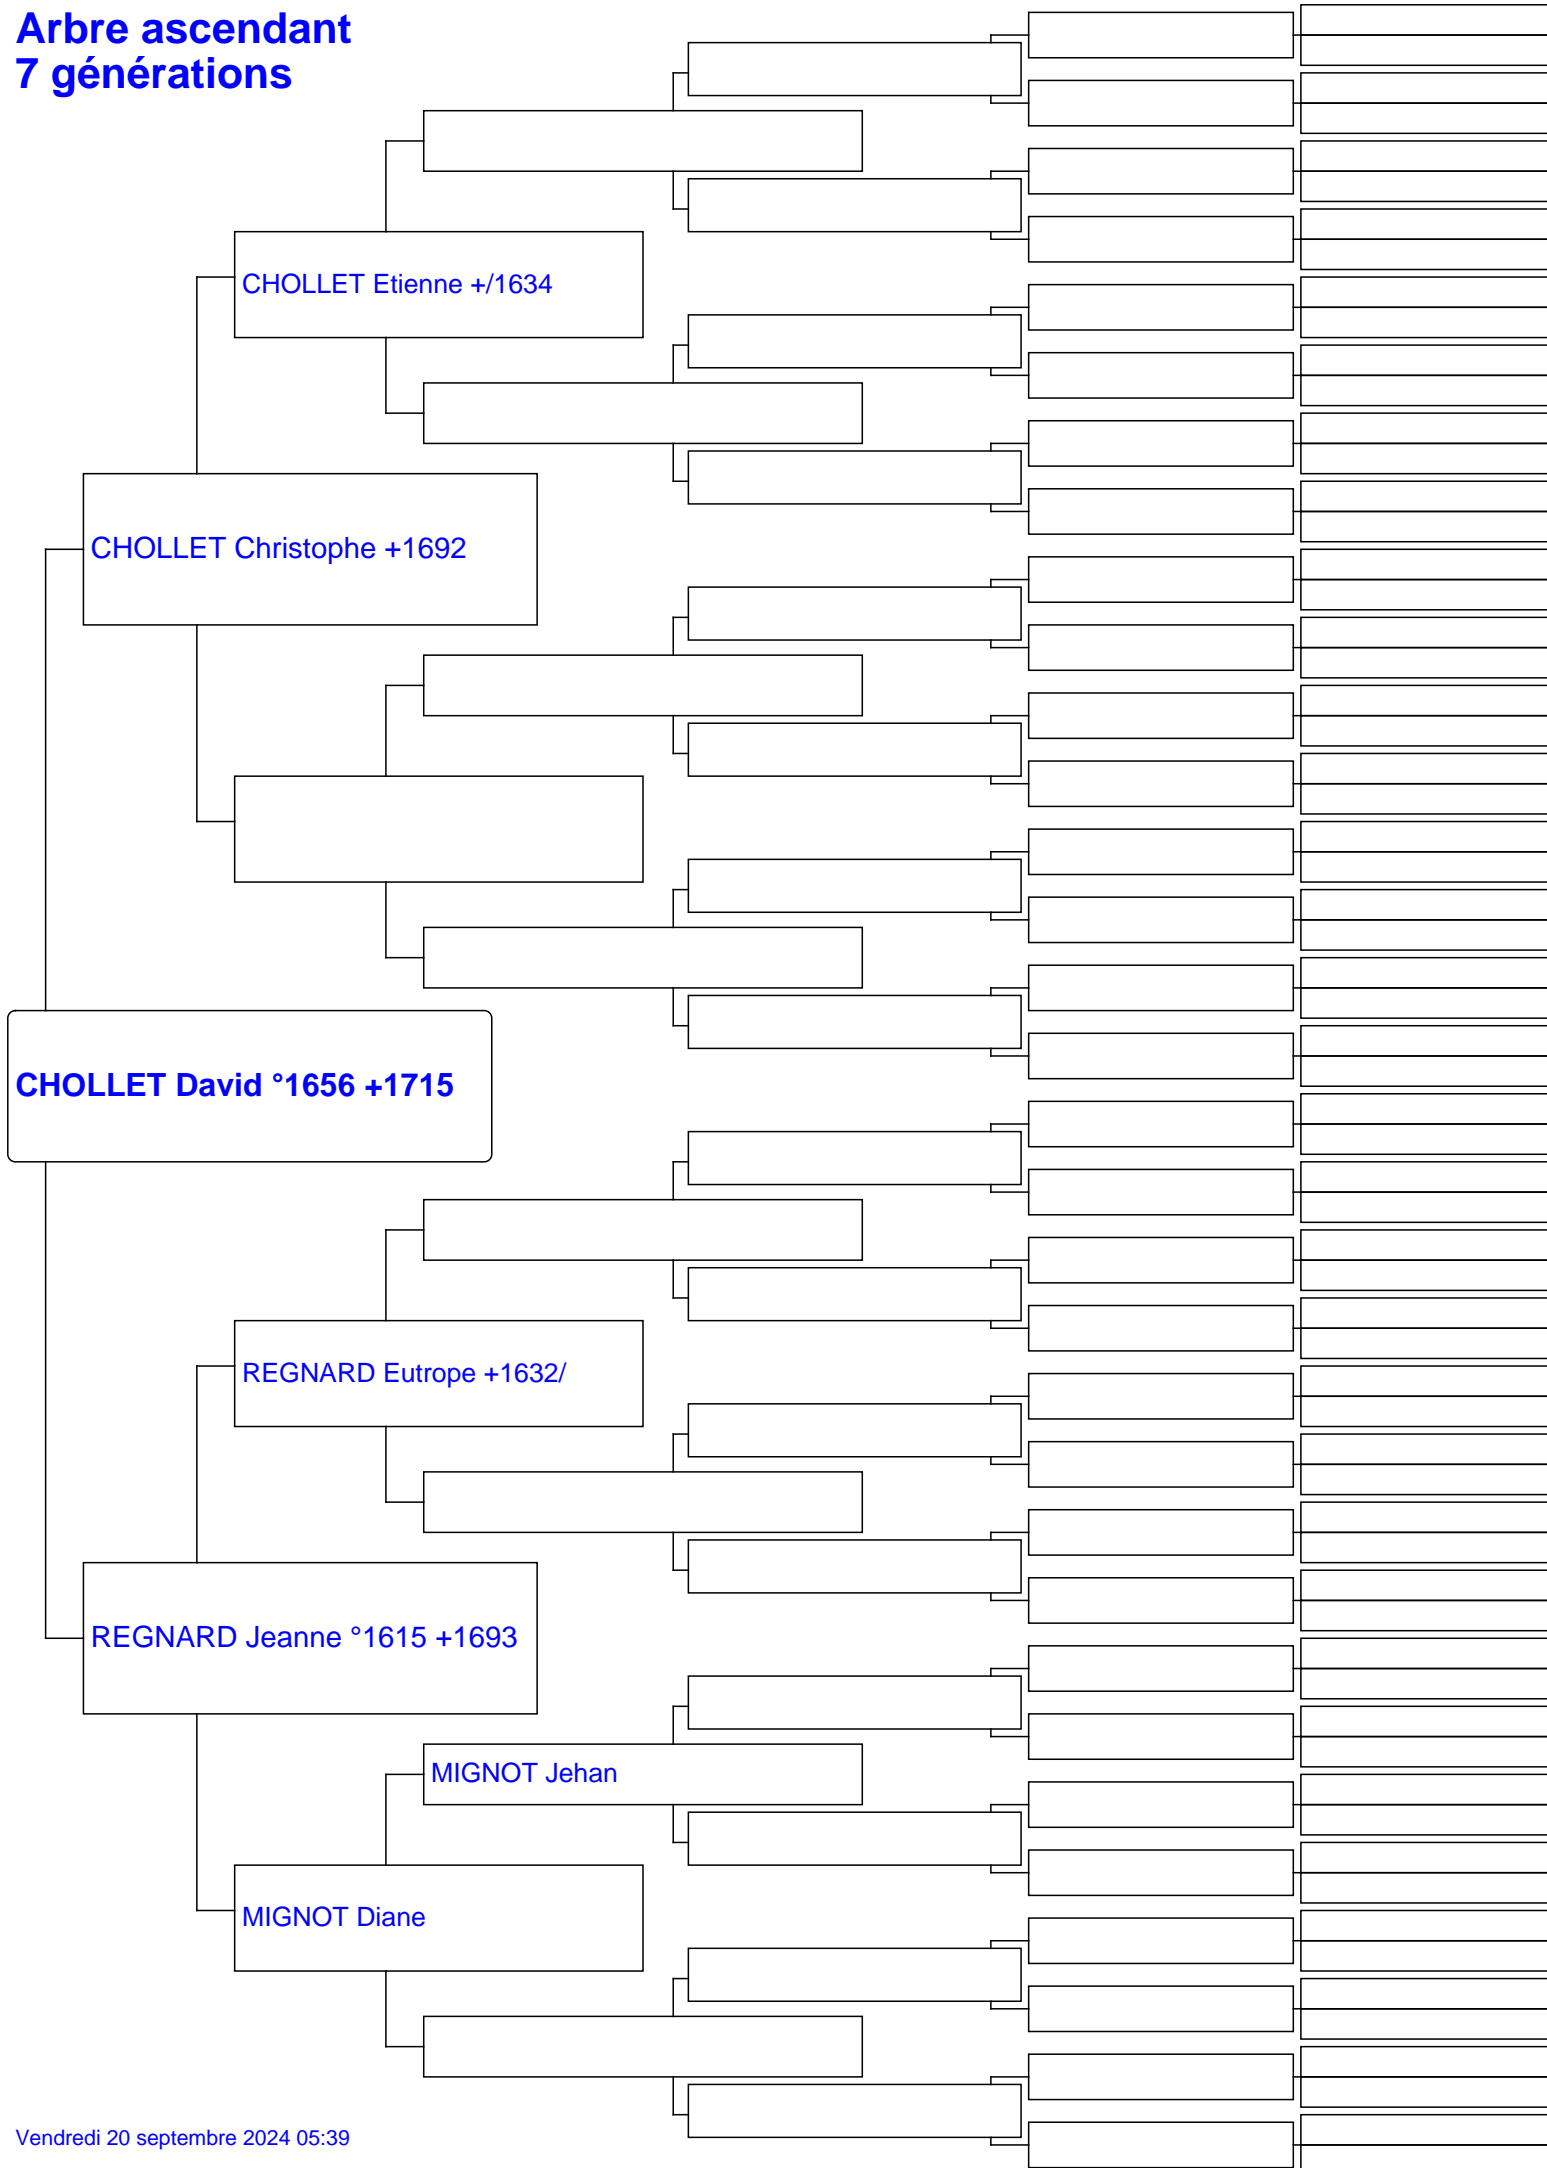 Arbre ascendant
7 générations
CHOLLET Etienne +/1634
CHOLLET Christophe +1692
CHOLLET David °1656 +1715
REGNARD Eutrope +1632/
REGNARD Jeanne °1615 +1693
MIGNOT Jehan
MIGNOT Diane
Vendredi 20 septembre 2024 05:39